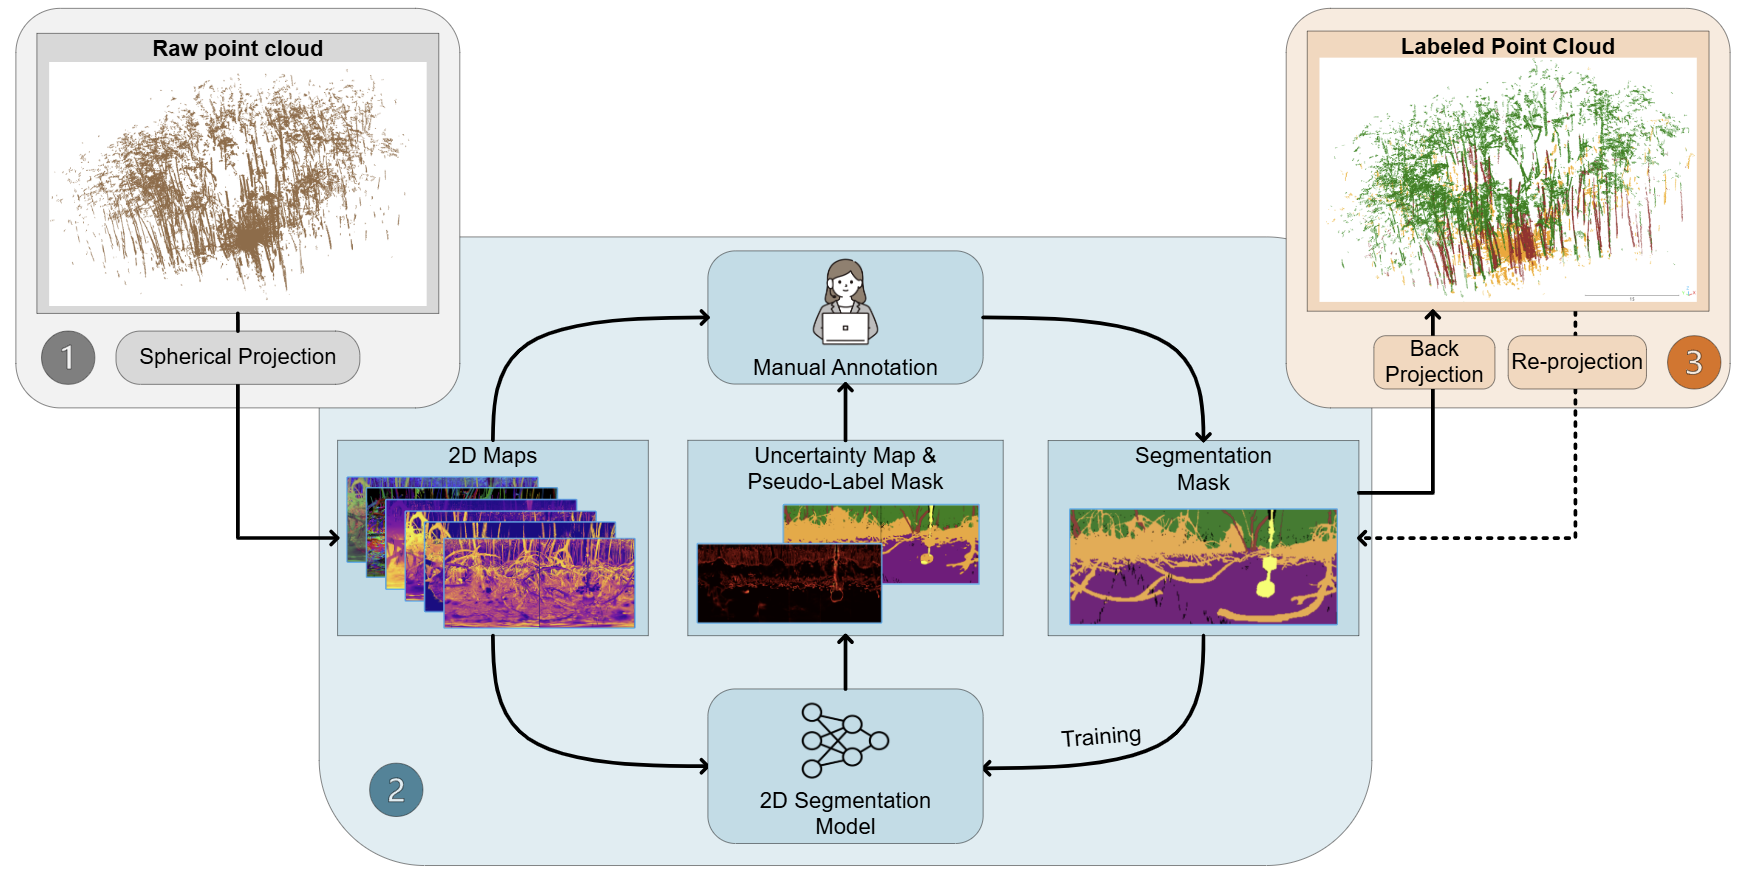 Raw point cloud
1
Spherical Projection
Labeled Point Cloud
Back
Projection
Re-projection
3
Manual Annotation
2D Maps
Uncertainty Map &
Pseudo-Label Mask
Segmentation
Mask
Training
2
2D Segmentation
Model